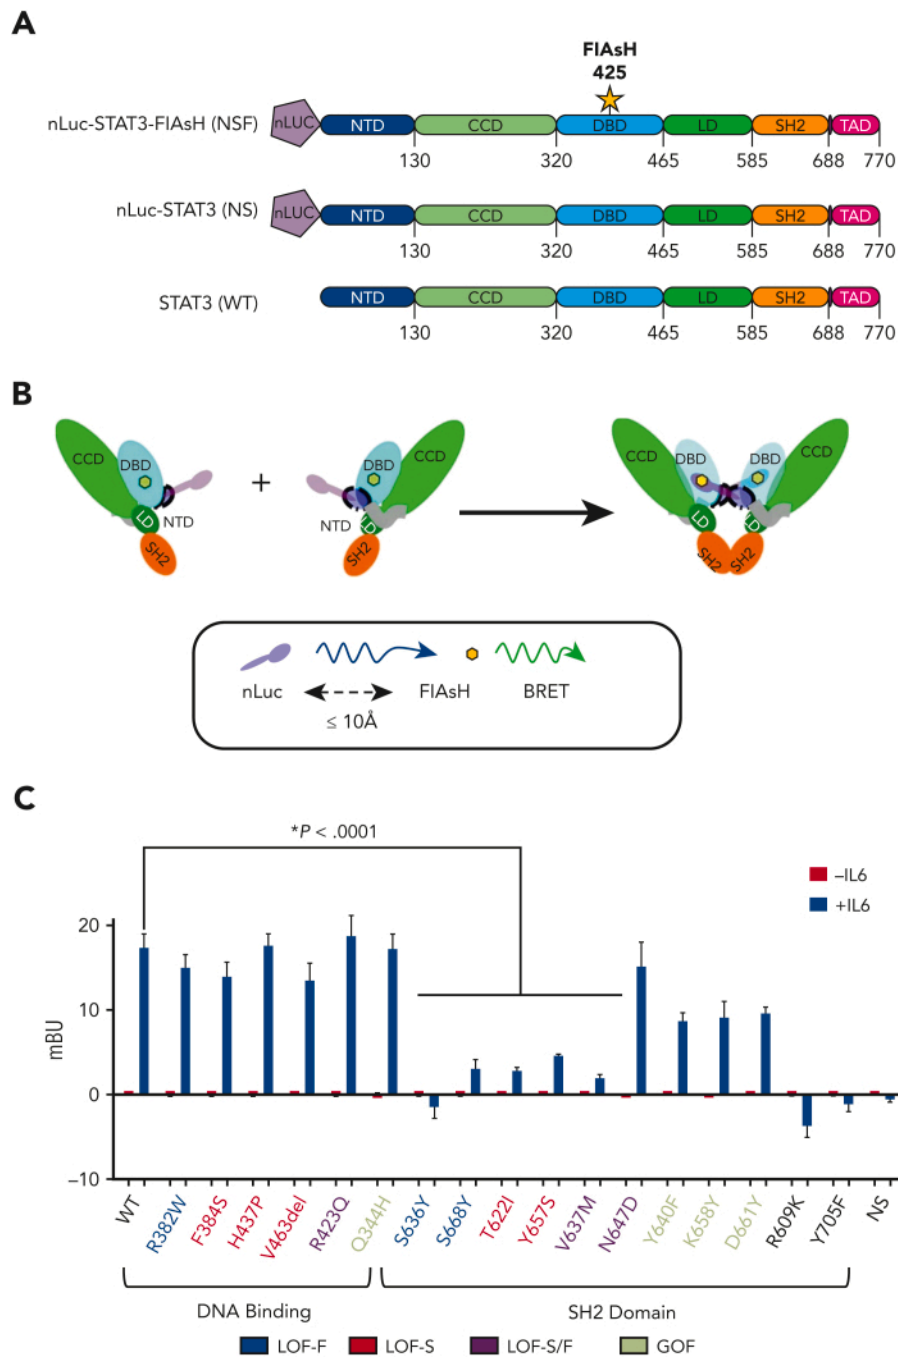 A
FlAsH
425
nLuc-STAT3-FlAsH (NSF)
nLUC NTD CCD DBD LD SH2 TAD
130 320 465 585 688 770
nLuc-STAT3 (NS)
nLUC NTD CCD DBD LD SH2 TAD
130 320 465 585 688 770
STAT3 (WT)
NTD CCD DBD LD SH2 TAD
130 320 465 585 688 770
B
CCD DBD LD NTD SH2
+
DBD CCD NTD LD SH2
CCD DBD DBD CCD LD LD SH2 SH2
nLuc FlAsH BRET
≤ 10Å
C
*P < .0001
–IL6
+IL6
mBU
20
10
0
–10
WT R382W F384S H437P V463del R423Q Q344H S636Y S668Y T622I Y657S V637M N647D Y640F K658Y D661Y R609K Y705F NS
DNA Binding SH2 Domain
LOF-F LOF-S LOF-S/F GOF